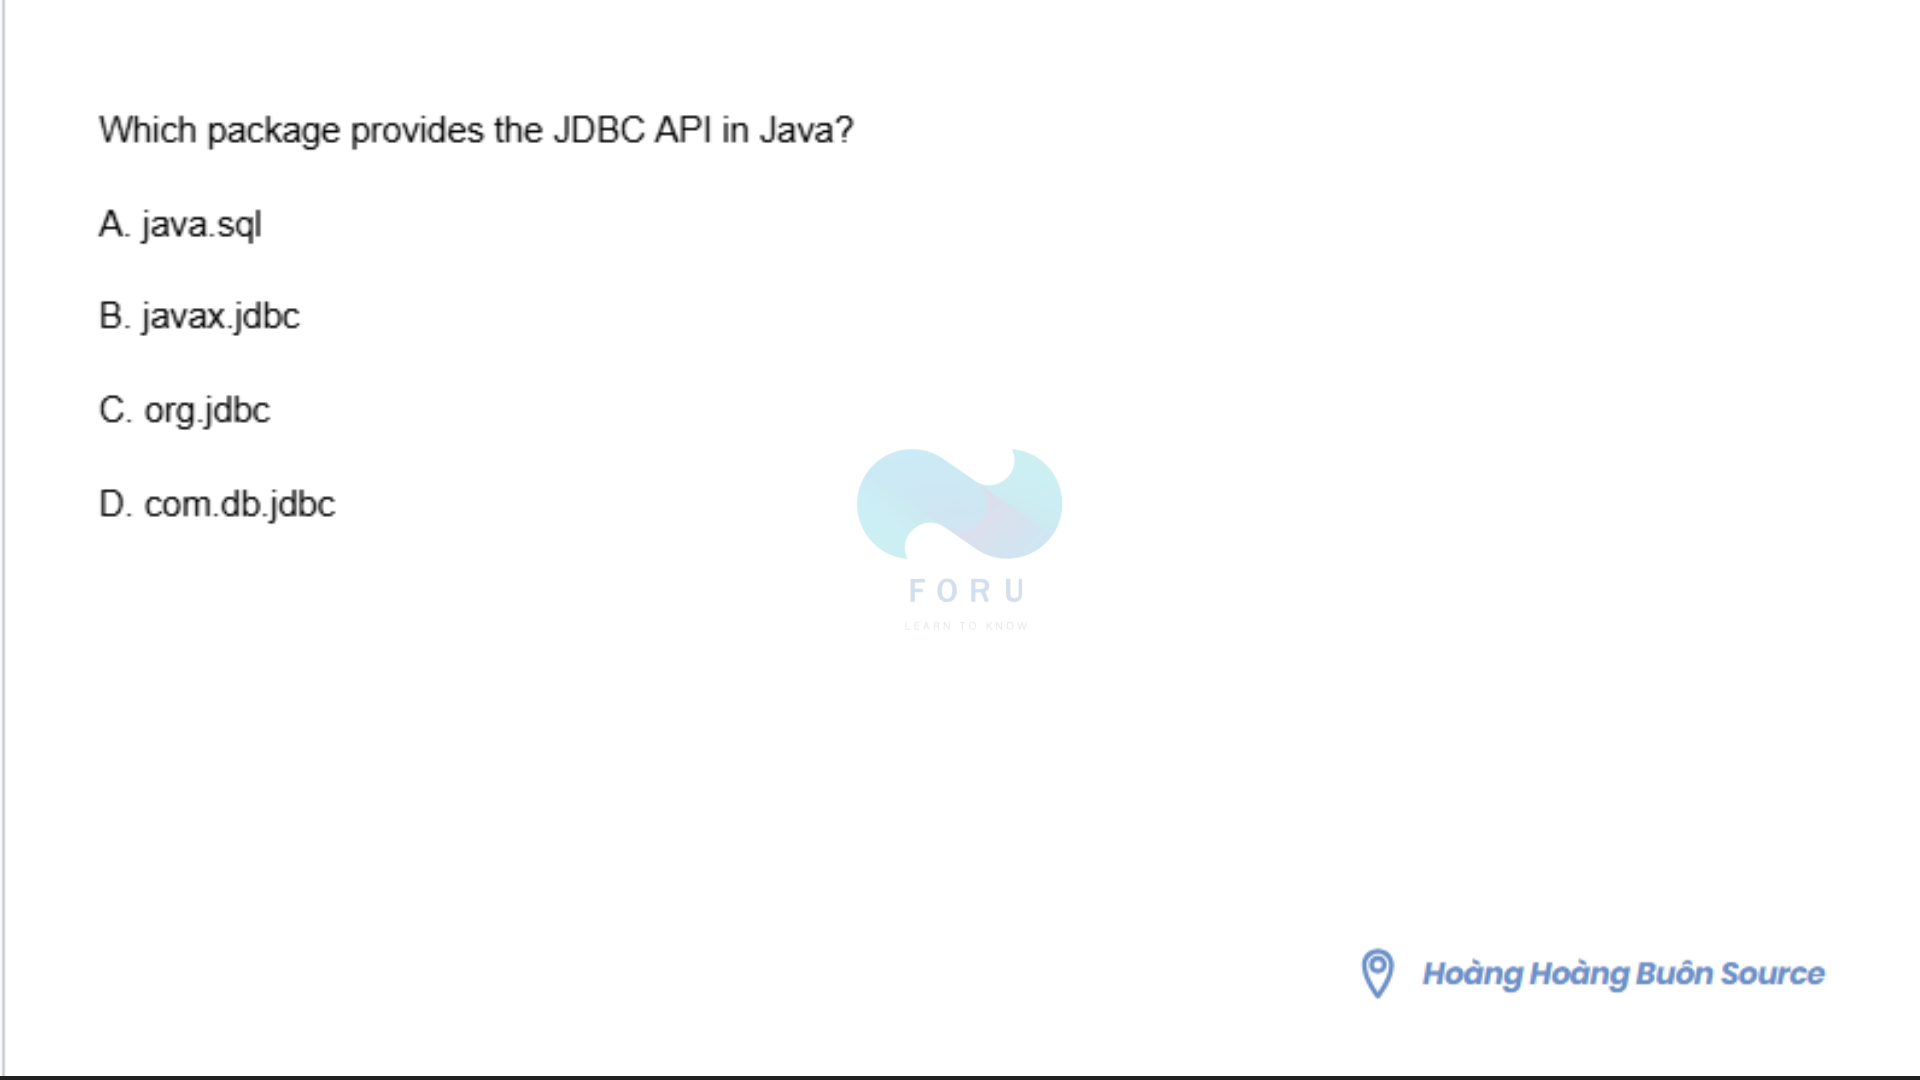 Which package provides the JDBC API in Java?
A. java.sql
B. javax.jdbc
C. org.jdbc
D. com.db.jdbc
FORU
LEARN TO KNOW
Hoàng Hoàng Buôn Source